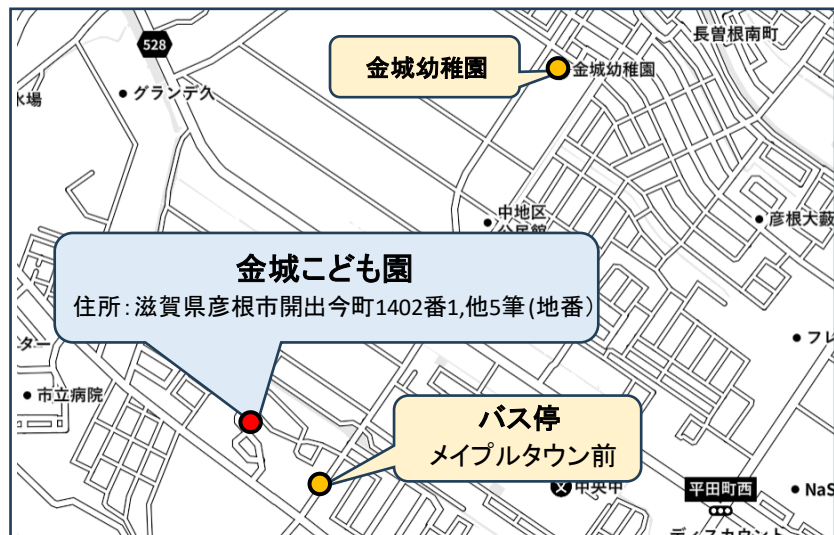 長曽根南町
528
金城幼稚園
金城幼稚園
グランデ久
水場
中地区
公民館
彦根犬藪
金城こども園
住所：滋賀県彦根市開出今町1402番1,他5筆(地番)
フレ
ター
市立病院
バス停
メイプルタウン前
中央中
平田町西
NaS
ディスカウント